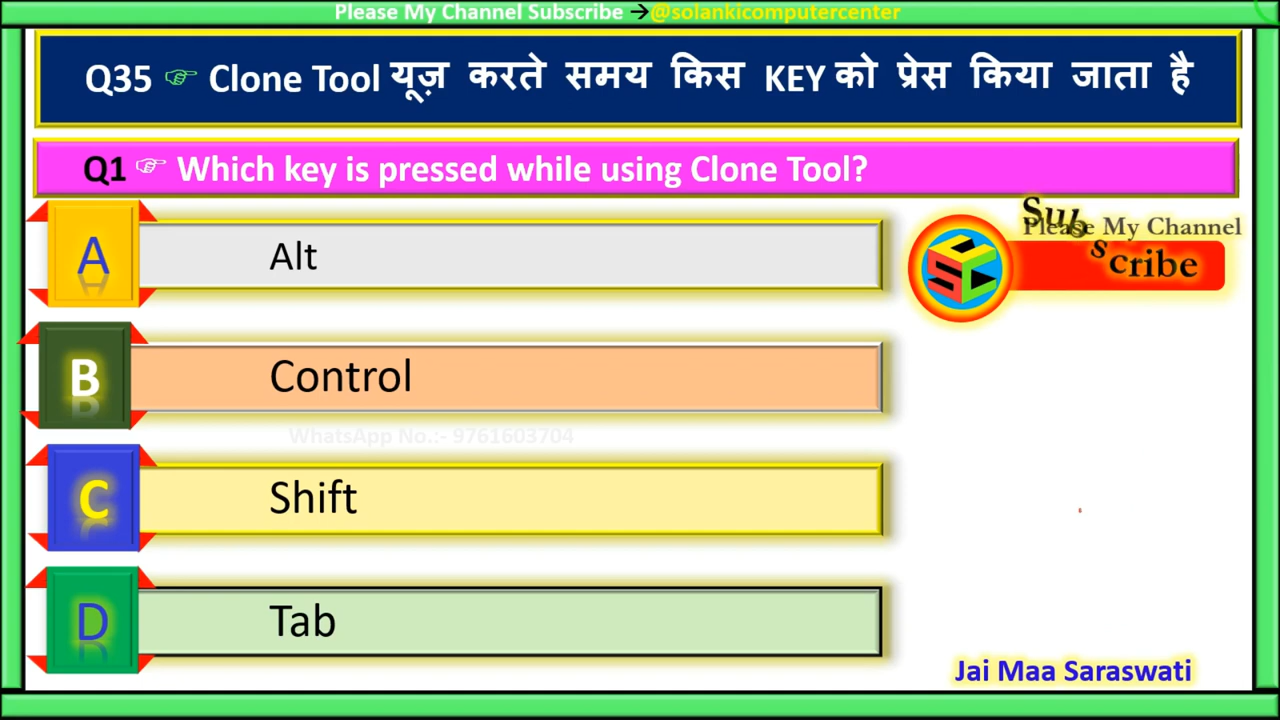 Please My Channel Subscribe →@solankicomputercenter
Q35 ☞ Clone Tool यूज़ करते समय किस KEY को प्रेस किया जाता है
Q1 ☞ Which key is pressed while using Clone Tool?
A Alt
Subscribe
Please My Channel
SCC
B Control
WhatsApp No.:- 9761603704
C Shift
D Tab
Jai Maa Saraswati